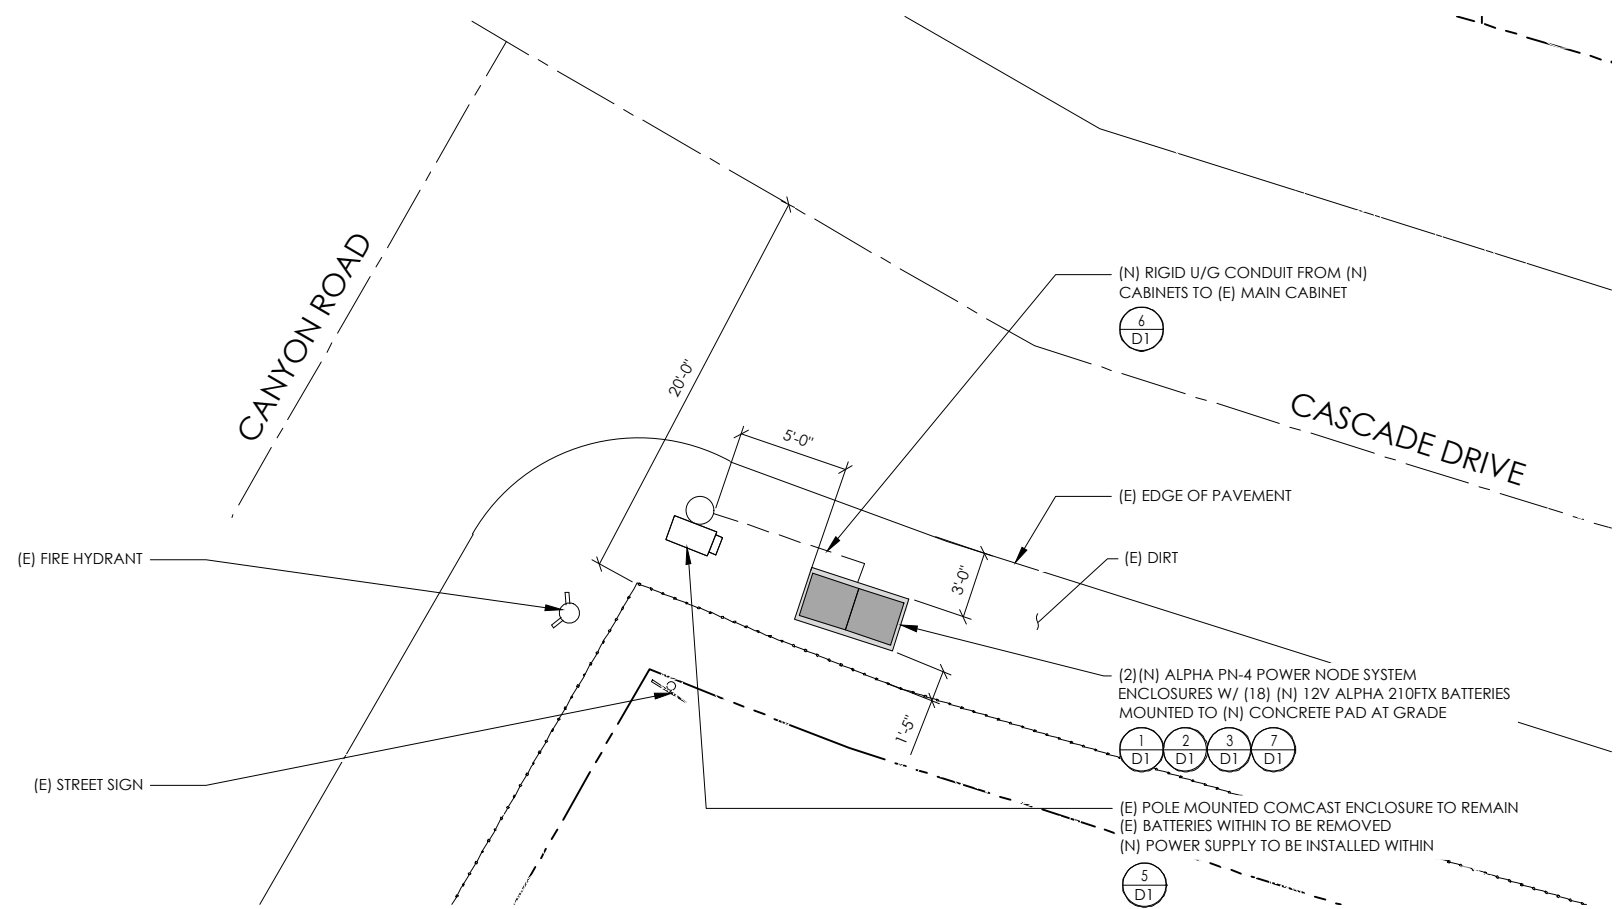 CANYON ROAD
20'-0"
5'-0"
(N) RIGID U/G CONDUIT FROM (N)
CABINETS TO (E) MAIN CABINET
6
D1
CASCADE DRIVE
(E) EDGE OF PAVEMENT
(E) FIRE HYDRANT
(E) DIRT
3'-0"
(2)(N) ALPHA PN-4 POWER NODE SYSTEM
ENCLOSURES W/ (18) (N) 12V ALPHA 210FTX BATTERIES
MOUNTED TO (N) CONCRETE PAD AT GRADE
1 2 3 7
D1 D1 D1 D1
1'-5"
(E) STREET SIGN
(E) POLE MOUNTED COMCAST ENCLOSURE TO REMAIN
(E) BATTERIES WITHIN TO BE REMOVED
(N) POWER SUPPLY TO BE INSTALLED WITHIN
5
D1